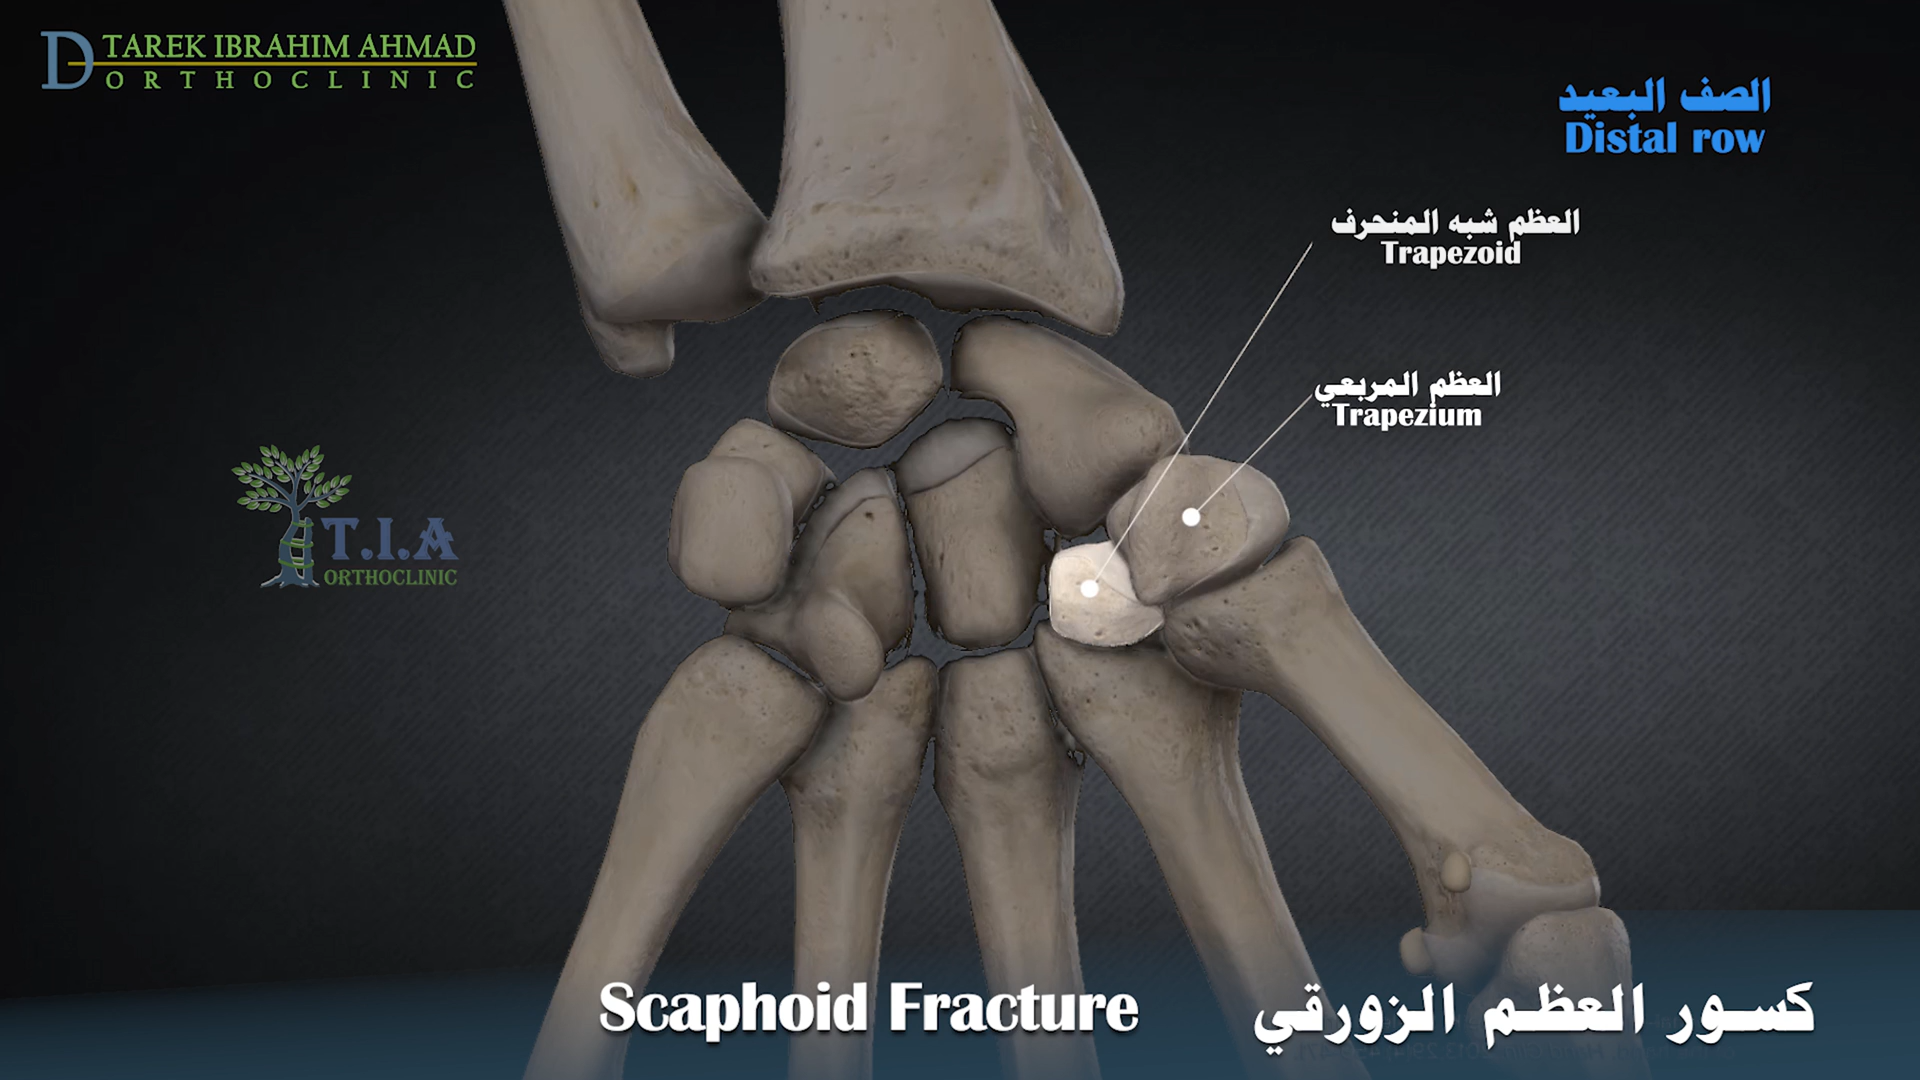 D TAREK IBRAHIM AHMAD
ORTHOCLINIC
الصف البعيد
Distal row
العظم شبه المنحرف
Trapezoid
العظم المربعي
Trapezium
T.I.A
ORTHOCLINIC
Scaphoid Fracture
كسور العظم الزورقي